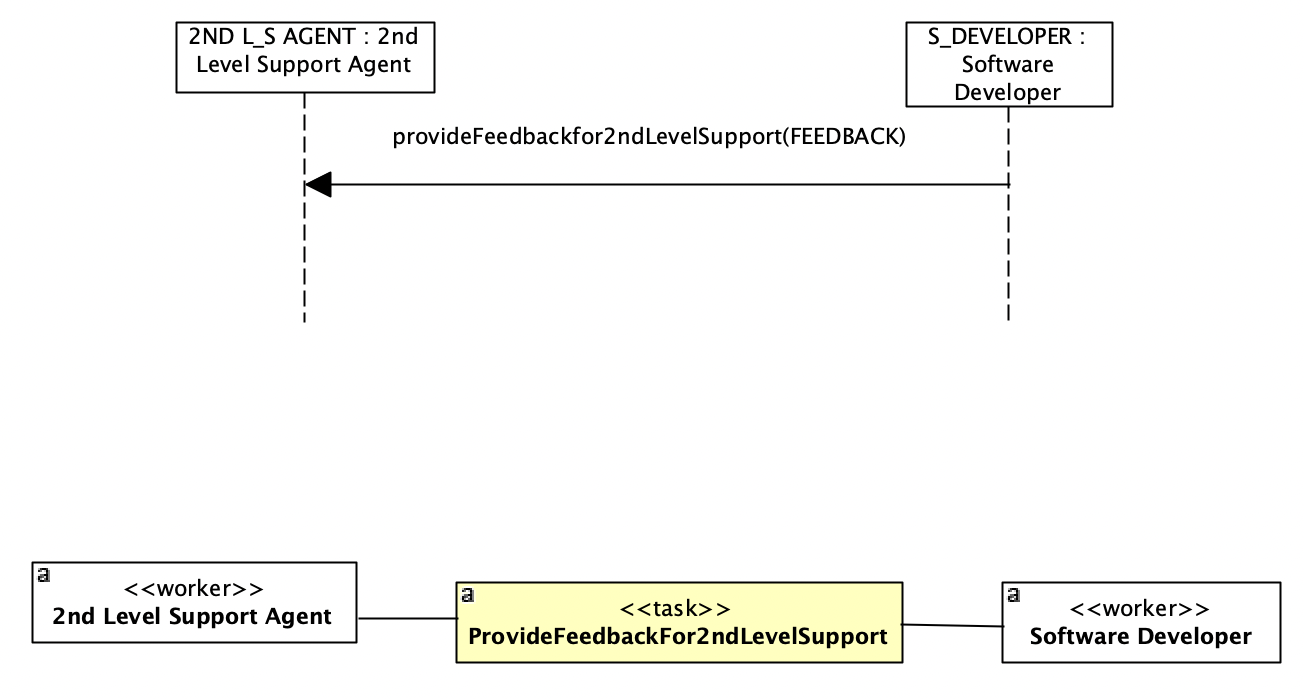 2ND L_S AGENT : 2nd
Level Support Agent
S_DEVELOPER :
Software
Developer
provideFeedbackfor2ndLevelSupport(FEEDBACK)
a
<<worker>>
2nd Level Support Agent
a
<<task>>
ProvideFeedbackFor2ndLevelSupport
a
<<worker>>
Software Developer